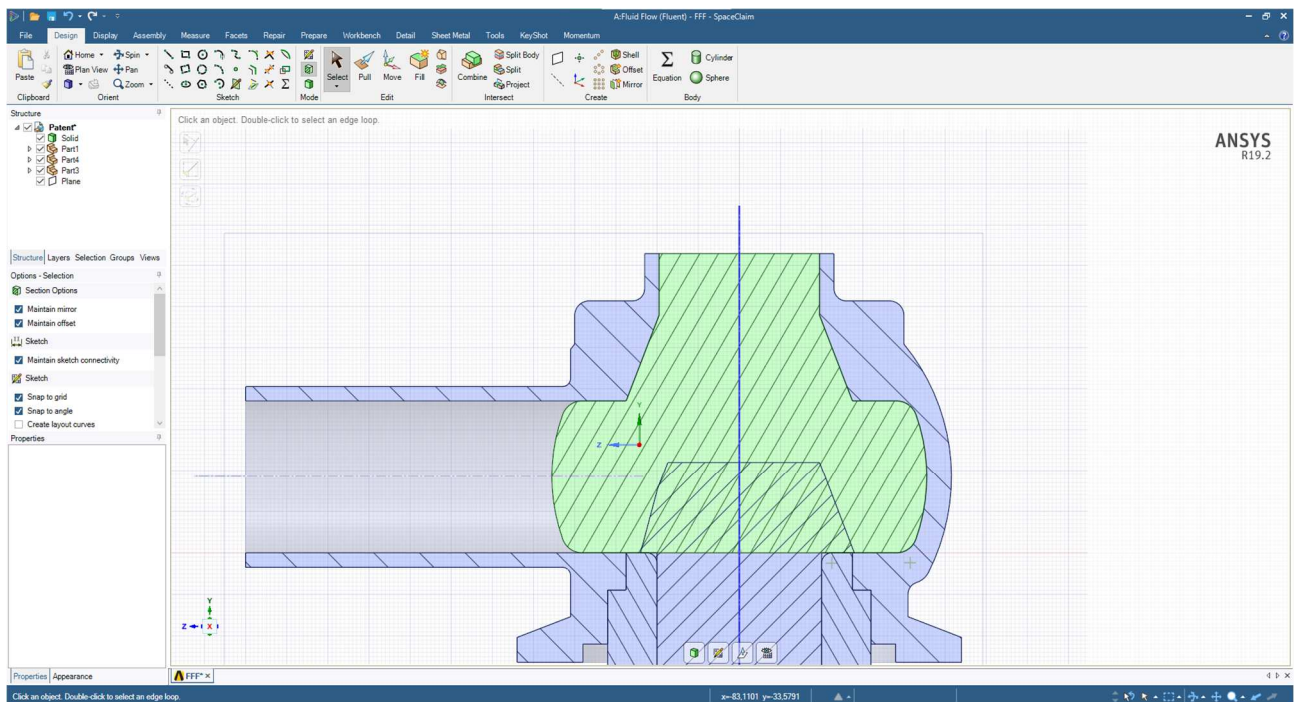 A:Fluid Flow (Fluent) - FFF - SpaceClaim
File Design Display Assembly Measure Facets Repair Prepare Workbench Detail Sheet Metal Tools KeyShot Momentum
Home Spin Select Pull Move Fill Combine Split Body Shell Equation Cylinder
Paste Plan View Pan Split Offset Sphere
Zoom Project Mirror
Clipboard Orient Sketch Mode Edit Intersect Create Body
Structure
Click an object. Double-click to select an edge loop.
Patent*
Solid
Part1
Part4
Part3
Plane
ANSYS
R19.2
Structure Layers Selection Groups Views
Options - Selection
Section Options
Maintain mirror
Maintain offset
Sketch
Maintain sketch connectivity
Sketch
Snap to grid
Snap to angle
Create layout curves
Properties
Y
Z
Y
Z X
Properties Appearance
FFF*
Click an object. Double-click to select an edge loop.
x=-83,1101 y=-33,5791